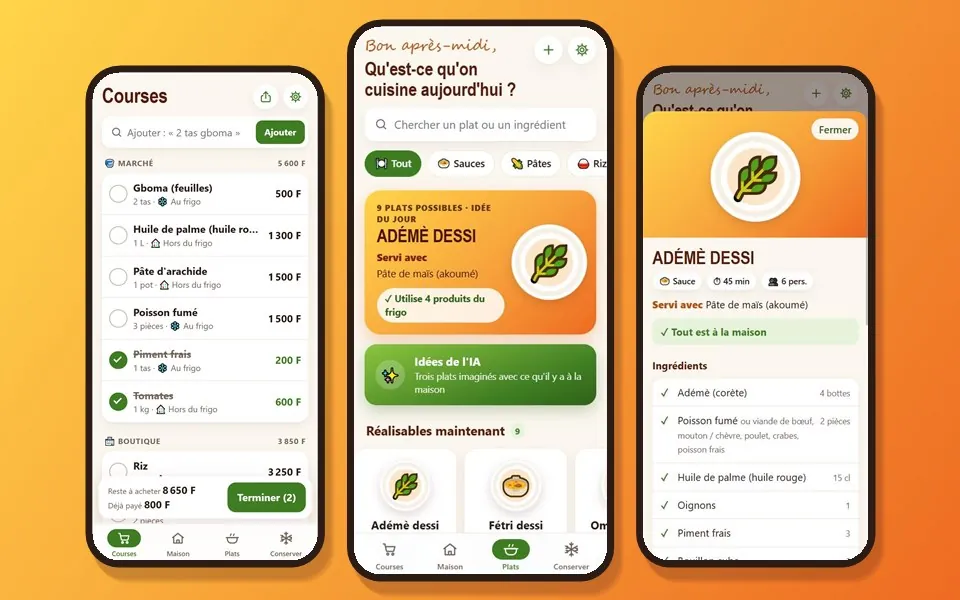 Courses
Ajouter : « 2 tas gboma »
Ajouter
MARCHÉ
5 600 F
Gboma (feuilles)
2 tas · Au frigo
500 F
Huile de palme (huile ro...
1 L · Hors du frigo
1 300 F
Pâte d'arachide
1 pot · Hors du frigo
1 500 F
Poisson fumé
3 pièces · Au frigo
1 500 F
Piment frais
1 tas · Au frigo
200 F
Tomates
1 kg · Hors du frigo
600 F
BOUTIQUE
3 850 F
Riz
3 250 F
Reste à acheter 8 650 F
Déjà payé 800 F
Terminer (2)
2 pièces
Courses
Maison
Plats
Conserver
Bon après-midi,
Qu'est-ce qu'on
cuisine aujourd'hui ?
Chercher un plat ou un ingrédient
Tout
Sauces
Pâtes
Riz
9 PLATS POSSIBLES · IDÉE
DU JOUR
ADÉMÈ DESSI
Servi avec
Pâte de maïs (akoumé)
✓ Utilise 4 produits du
frigo
Idées de l'IA
Trois plats imaginés avec ce qu'il y a à la
maison
Réalisables maintenant 9
Adémè dessi
Fétri dessi
Om
Courses
Maison
Plats
Conserver
Bon après-midi,
Qu'est-ce qu'on
Fermer
ADÉMÈ DESSI
Sauce
45 min
6 pers.
Servi avec Pâte de maïs (akoumé)
✓ Tout est à la maison
Ingrédients
✓ Adémè (corète)
4 bottes
✓ Poisson fumé ou viande de bœuf,
mouton / chèvre, poulet, crabes,
poisson frais
2 pièces
✓ Huile de palme (huile rouge)
15 cl
✓ Oignons
1
✓ Piment frais
3